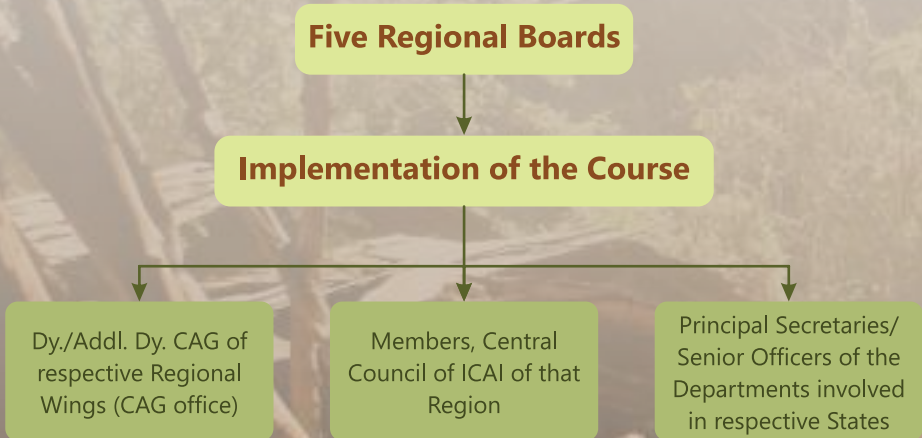 Five Regional Boards
Implementation of the Course
Dy./Addl. Dy. CAG of
respective Regional
Wings (CAG office)
Members, Central
Council of ICAI of that
Region
Principal Secretaries/
Senior Officers of the
Departments involved
in respective States